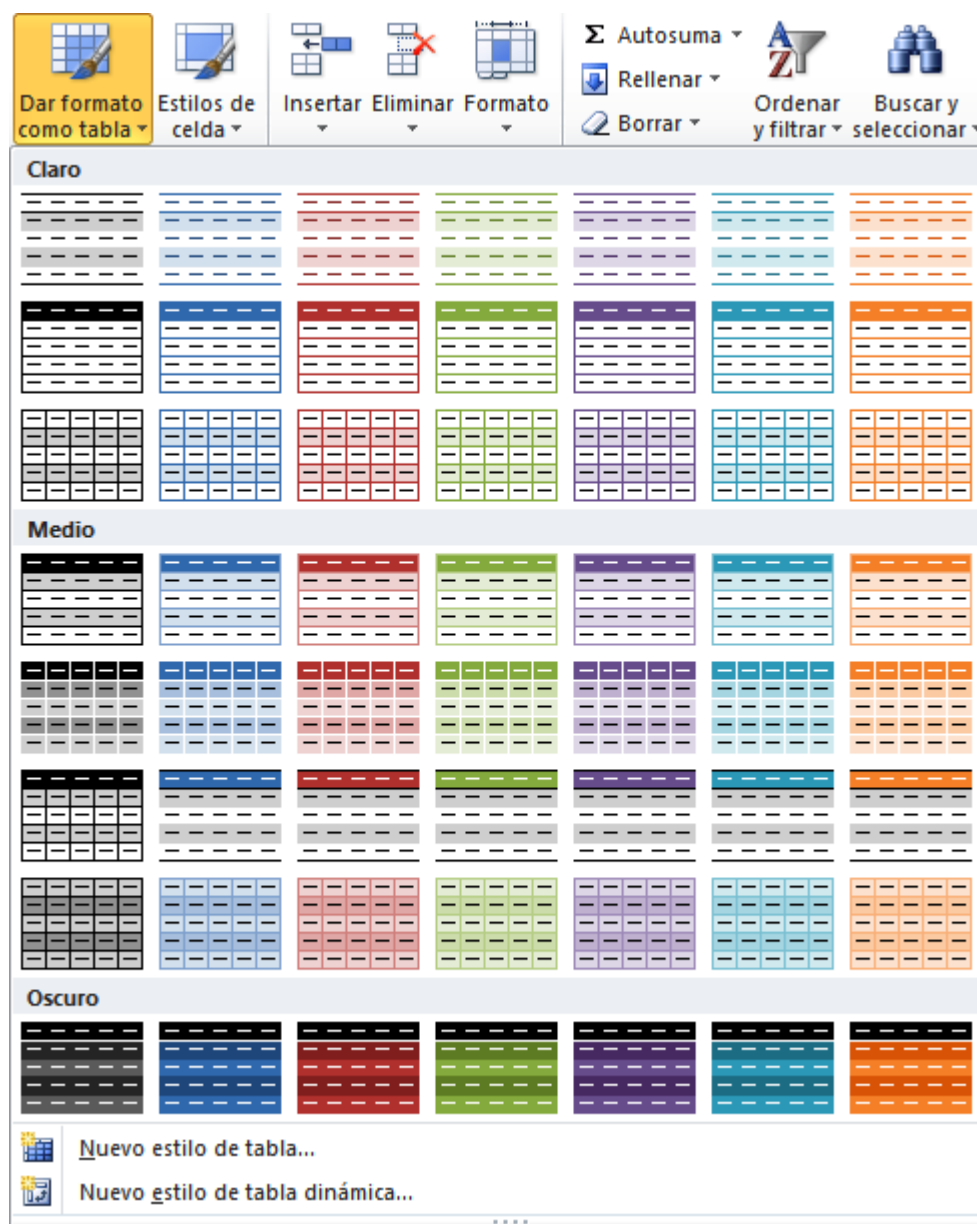 Dar formato
como tabla
Estilos de
celda
Insertar
Eliminar
Formato
Σ Autosuma
Rellenar
Borrar
A
Z
Ordenar
y filtrar
Buscar y
seleccionar
Claro
Medio
Oscuro
Nuevo estilo de tabla...
Nuevo estilo de tabla dinámica...